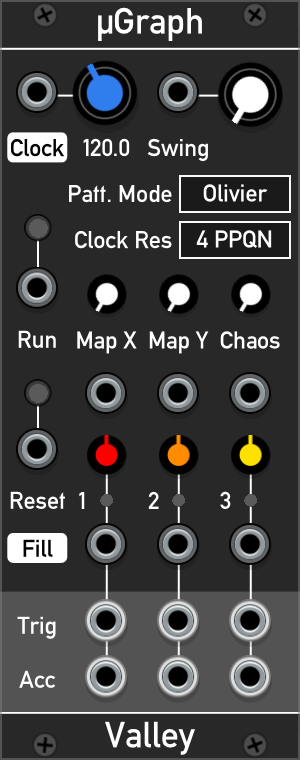 μGraph
Clock 120.0 Swing
Patt. Mode Olivier
Clock Res 4 PPQN
Run Map X Map Y Chaos
Reset 1 2 3
Fill
Trig
Acc
Valley